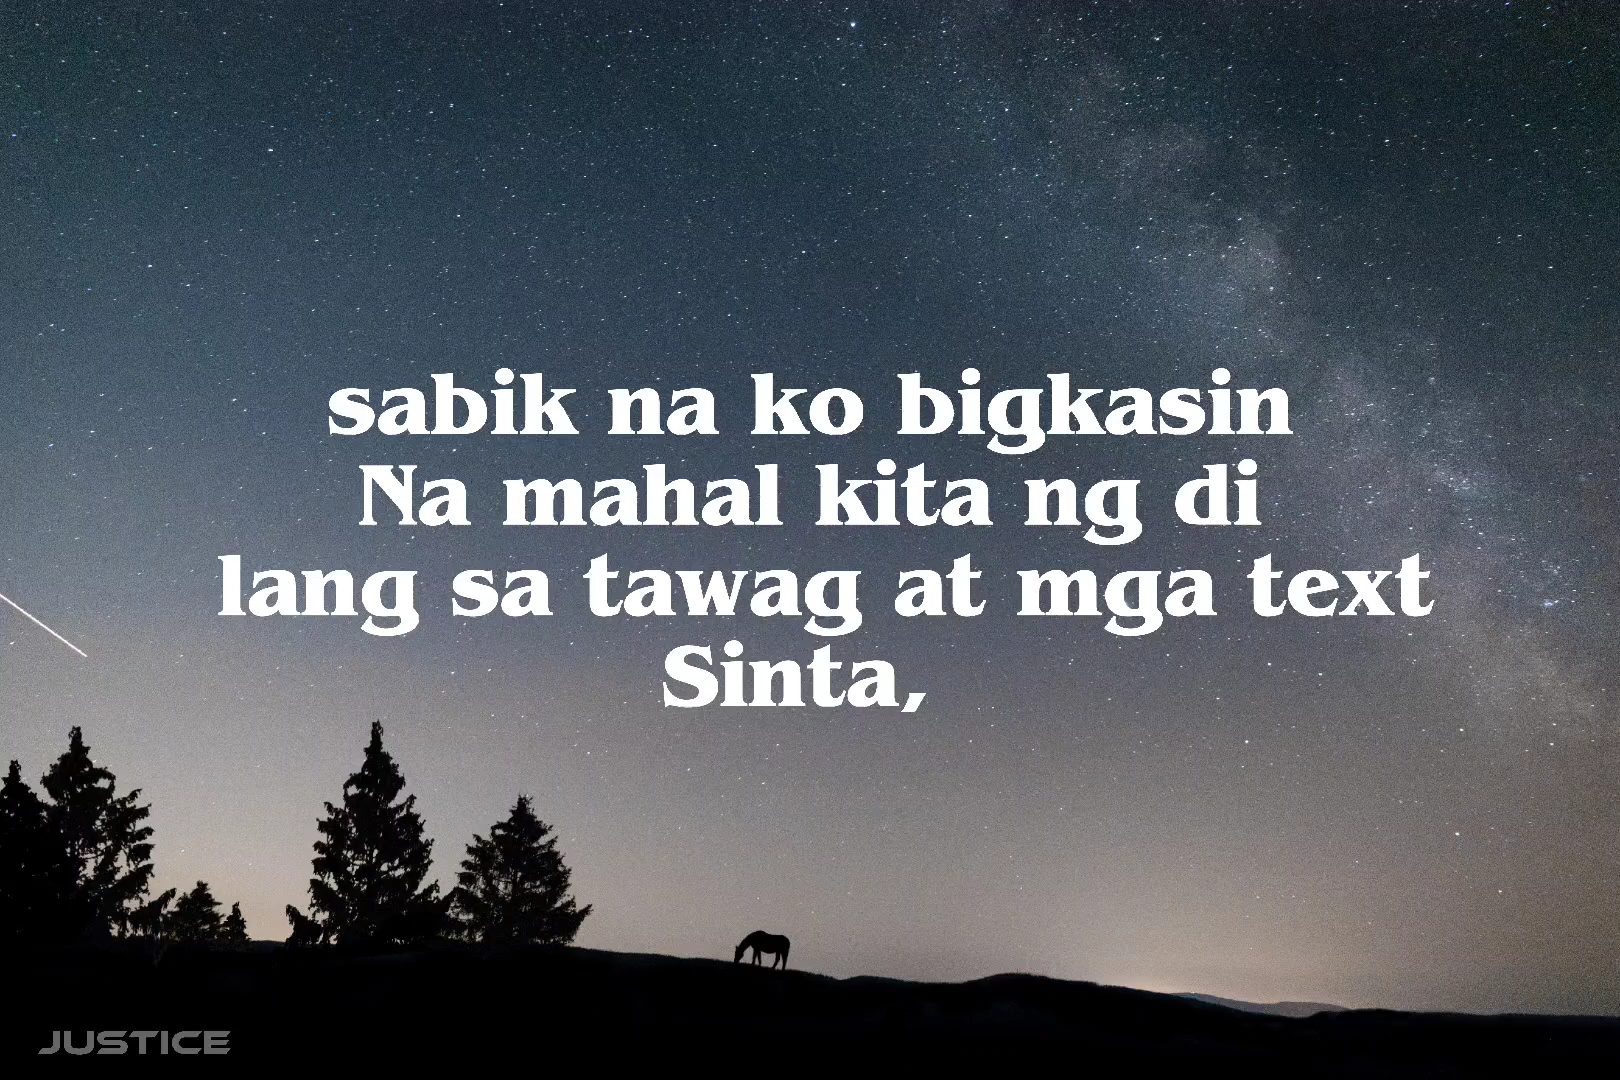 sabik na ko bigkasin
Na mahal kita ng di
lang sa tawag at mga text
Sinta,
JUSTICE